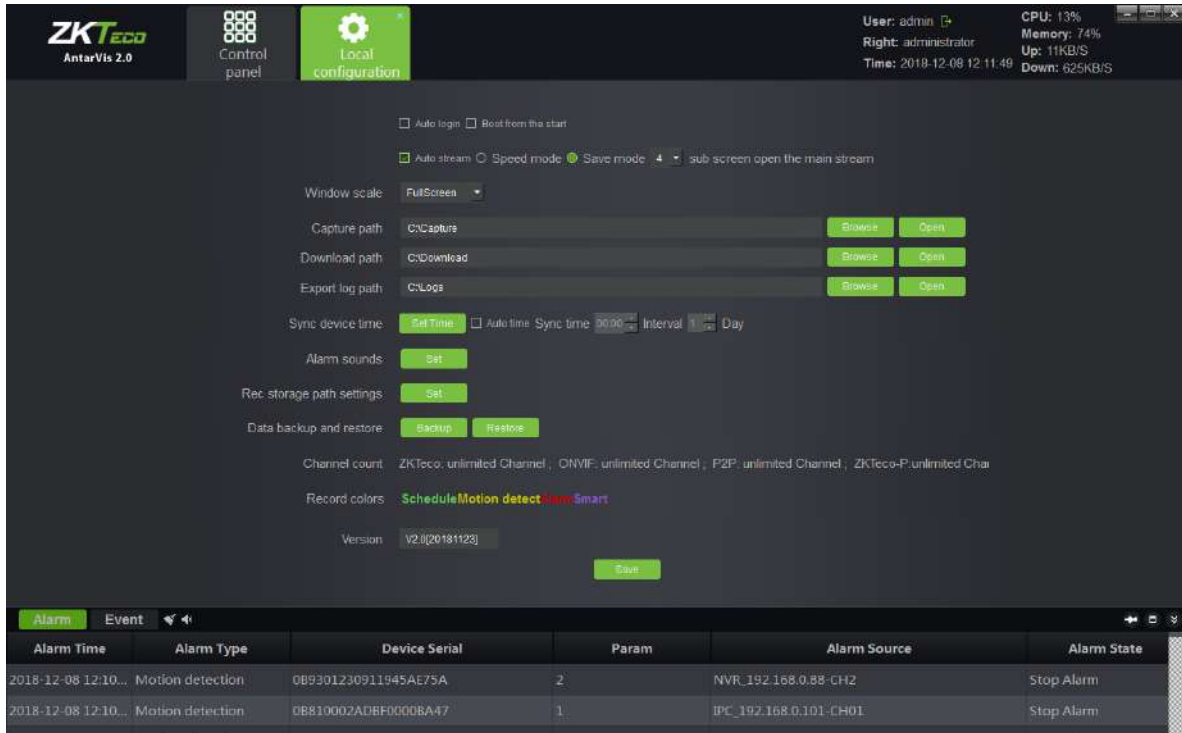 ZKTECO
AntarVis 2.0
Control panel
Local configuration
User: admin
Right: administrator
Time: 2018-12-08 12:11:49
CPU: 13%
Memory: 74%
Up: 11KB/S
Down: 625KB/S
Auto login Boot from the start
Auto stream Speed mode Save mode 4 sub screen open the main stream
Window scale FullScreen
Capture path C:\Capture Browse Open
Download path C:\Download Browse Open
Export log path C:\Logs Browse Open
Sync device time Set Time Auto time Sync time 00:00 Interval 1 Day
Alarm sounds Set
Rec storage path settings Set
Data backup and restore Backup Restore
Channel count ZKTeco: unlimited Channel ; ONVIF: unlimited Channel ; P2P: unlimited Channel ; ZKTeco-P:unlimited Chai
Record colors ScheduleMotion detectAlarmSmart
Version V2.0[20181123]
Save
Alarm Event
Alarm Time Alarm Type Device Serial Param Alarm Source Alarm State
2018-12-08 12:10... Motion detection 0B9301230911945AE75A 2 NVR_192.168.0.88-CH2 Stop Alarm
2018-12-08 12:10... Motion detection 0B810002ADBF0000BA47 1 IPC_192.168.0.101-CH01 Stop Alarm